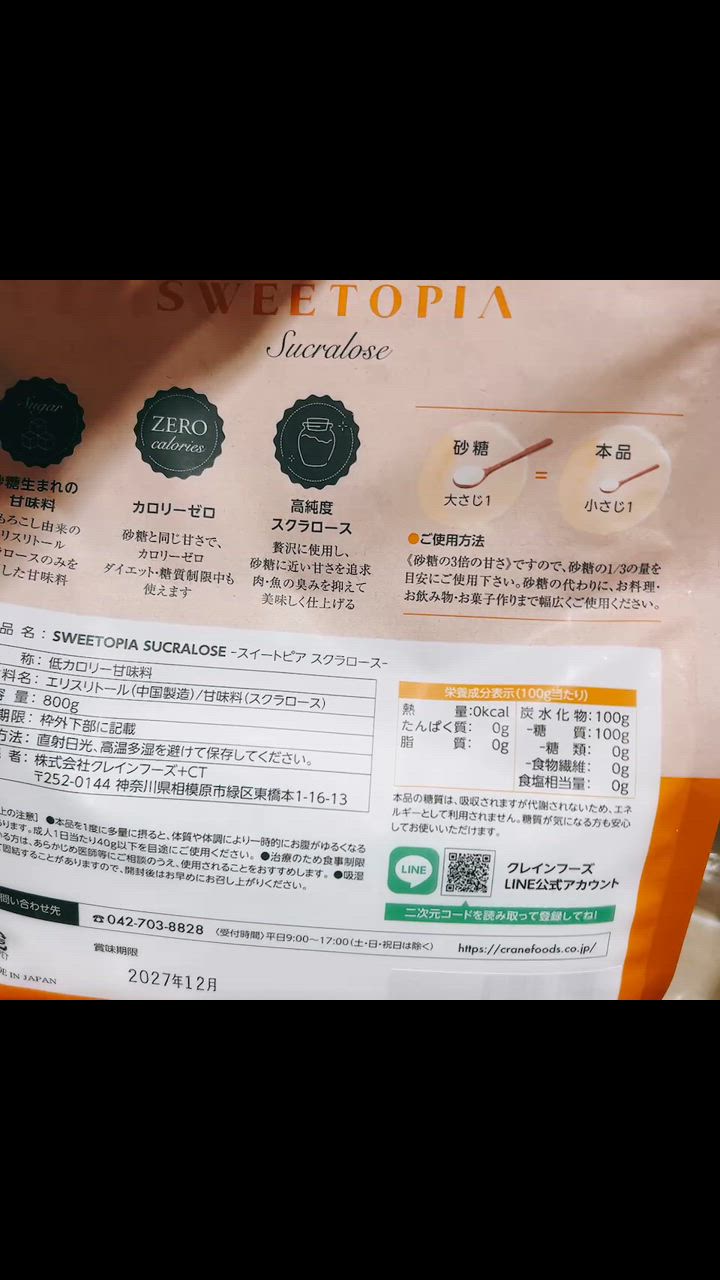 SWEETOPIA
Sucralose
Sugar
糖生まれの
甘味料
もろこし由来の
リスリトール
ロースのみを
した甘味料
ZERO
calories
カロリーゼロ
砂糖と同じ甘さで、
カロリーゼロ
ダイエット・糖質制限中も
使えます
高純度
スクラロース
贅沢に使用し、
砂糖に近い甘さを追求
肉・魚の臭みを抑えて
美味しく仕上げる
砂糖
大さじ1
=
本品
小さじ1
●ご使用方法
《砂糖の3倍の甘さ》ですので、砂糖の1/3の量を
目安にご使用下さい。砂糖の代わりに、お料理・
お飲み物・お菓子作りまで幅広くご使用ください。
品 名：SWEETOPIA SUCRALOSE -スイートピア スクラロース-
称：低カロリー甘味料
料名：エリスリトール（中国製造）/甘味料（スクラロース）
容 量：800g
期限：枠外下部に記載
方法：直射日光、高温多湿を避けて保存してください。
者：株式会社クレインフーズ+CT
〒252-0144 神奈川県相模原市緑区東橋本1-16-13
上の注意］ ●本品を1度に多量に摂ると、体質や体調により一時的にお腹がゆるくなる
ります。成人1日当たり40g以下を目途にご使用ください。 ●治療のため食事制限
る方は、あらかじめ医師等にご相談のうえ、使用されることをおすすめします。 ●吸湿
固結することがありますので、開封後はお早めにお召し上がりください。
栄養成分表示（100g当たり）
熱 量：0kcal
たんぱく質： 0g
脂 質： 0g
炭水化物：100g
-糖 質：100g
-糖 類： 0g
-食物繊維： 0g
食塩相当量： 0g
本品の糖質は、吸収されますが代謝されないため、エネ
ルギーとして利用されません。糖質が気になる方も安心
してお使いいただけます。
LINE
クレインフーズ
LINE公式アカウント
二次元コードを読み取って登録してね!
問い合わせ先
☎042-703-8828 〈受付時間〉平日9:00〜17:00（土・日・祝日は除く） https://cranefoods.co.jp/
DE IN JAPAN
賞味期限
2027年12月